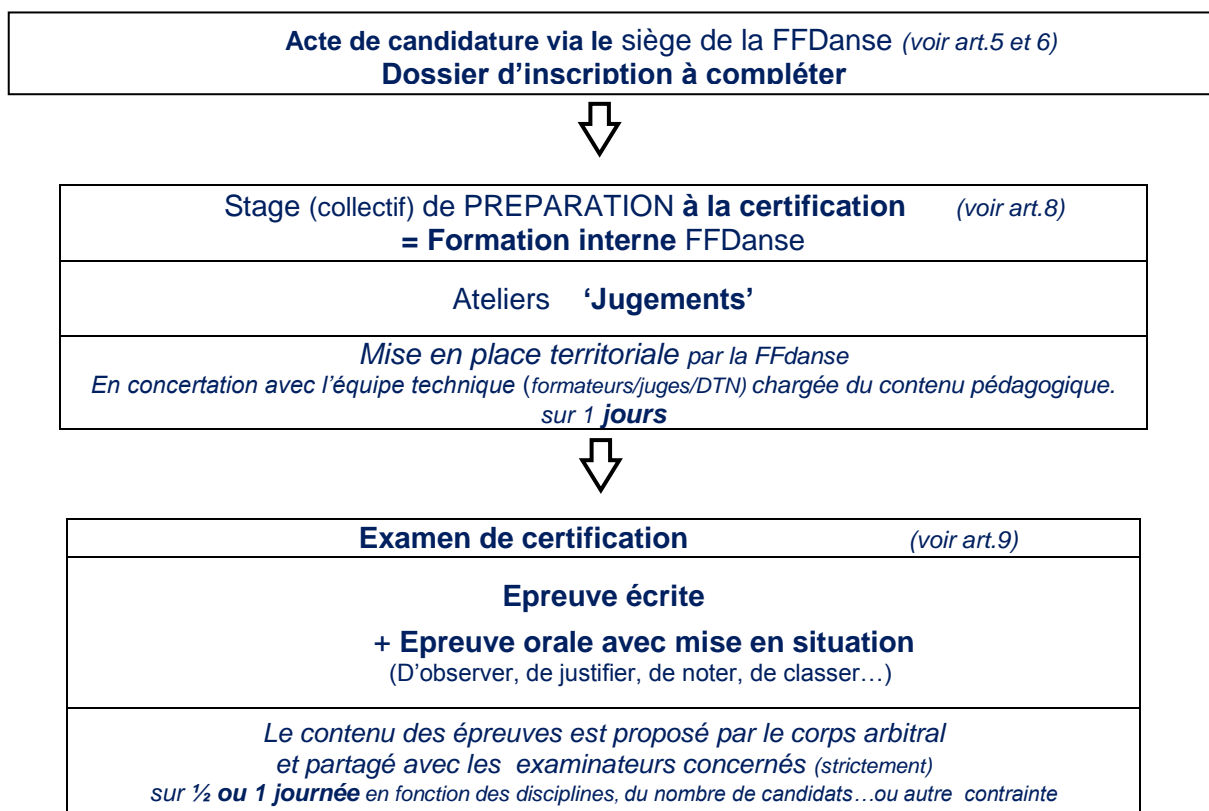 Acte de candidature via le siège de la FFDanse (voir art.5 et 6)
Dossier d’inscription à compléter
Stage (collectif) de PREPARATION à la certification (voir art.8)
= Formation interne FFDanse
Ateliers ‘Jugements’
Mise en place territoriale par la FFdanse
En concertation avec l’équipe technique (formateurs/juges/DTN) chargée du contenu pédagogique.
sur 1 jours
Examen de certification (voir art.9)
Epreuve écrite
+ Epreuve orale avec mise en situation
(D’observer, de justifier, de noter, de classer…)
Le contenu des épreuves est proposé par le corps arbitral
et partagé avec les examinateurs concernés (strictement)
sur ½ ou 1 journée en fonction des disciplines, du nombre de candidats…ou autre contrainte